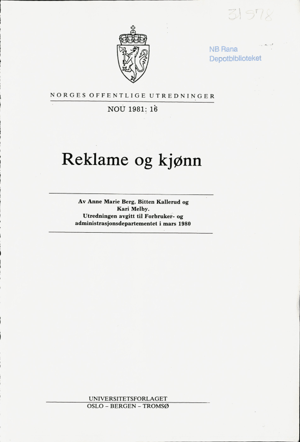 NB Rana
Depotbiblioteket
NORGES OFFENTLIGE UTREDNINGER
NOU 1981: 16
Reklame og kjønn
Av Anne Marie Berg, Bitten Kallerud og
Kari Melby.
Utredningen avgitt til Forbruker- og
administrasjonsdepartementet i mars 1980
UNIVERSITETSFORLAGET
OSLO – BERGEN – TROMSØ